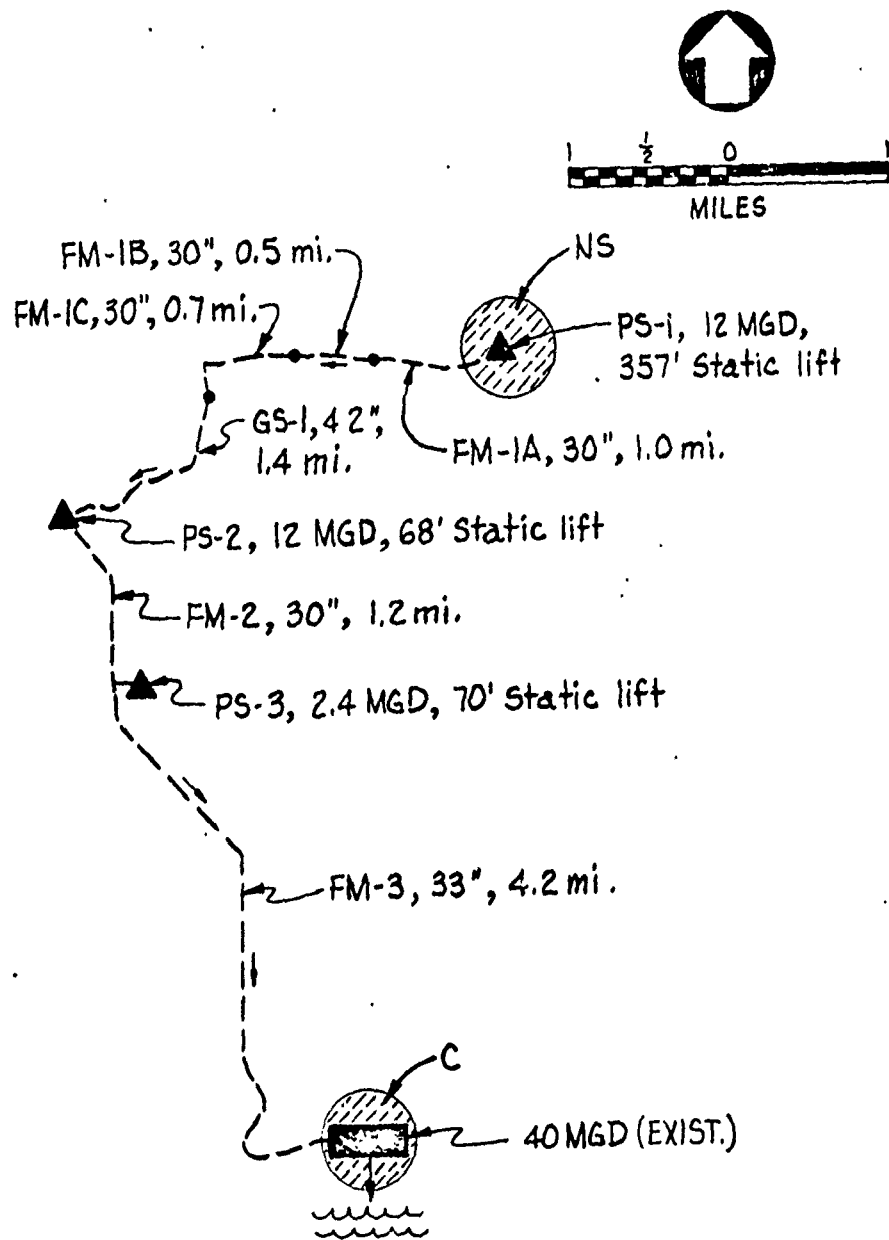 1 ½ 0 1
MILES
FM-1B, 30", 0.5 mi.
NS
FM-1C, 30", 0.7 mi.
PS-1, 12 MGD,
357' Static lift
GS-1, 42",
1.4 mi.
FM-1A, 30", 1.0 mi.
PS-2, 12 MGD, 68' Static lift
FM-2, 30", 1.2 mi.
PS-3, 2.4 MGD, 70' Static lift
FM-3, 33", 4.2 mi.
C
40 MGD (EXIST.)